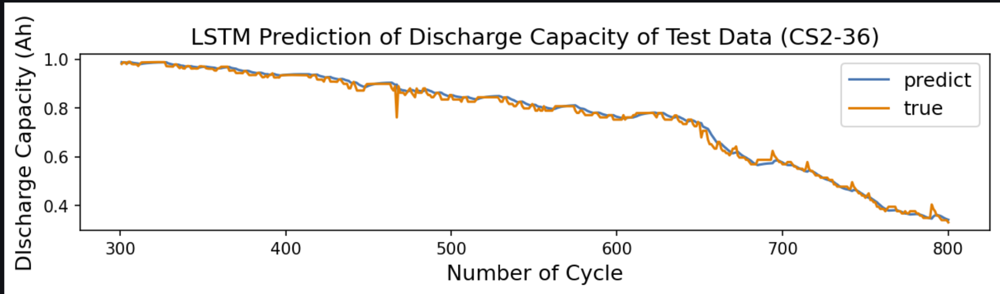 LSTM Prediction of Discharge Capacity of Test Data (CS2-36)
DIscharge Capacity (Ah)
1.0
0.8
0.6
0.4
predict
true
300 400 500 600 700 800
Number of Cycle